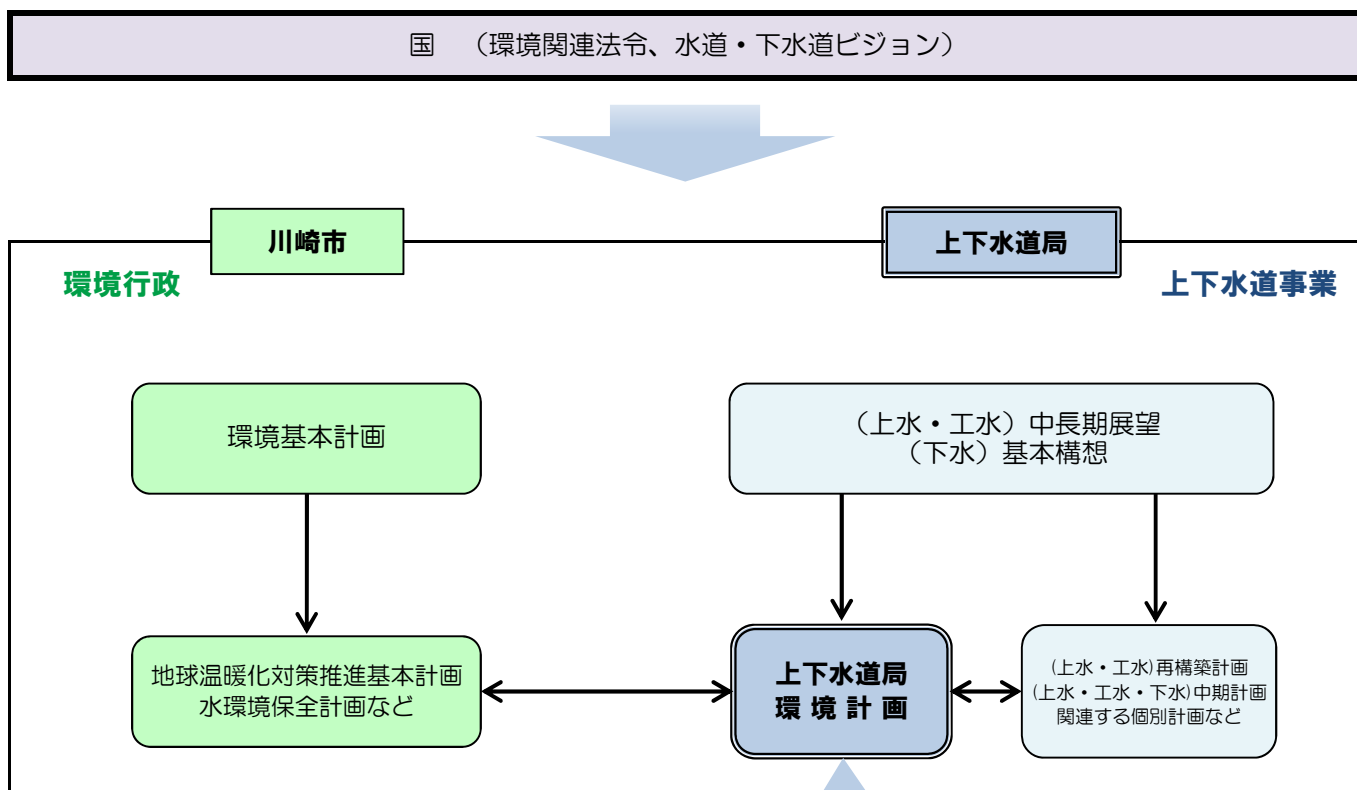 国 （環境関連法令、水道・下水道ビジョン）
川崎市
上下水道局
環境行政
上下水道事業
環境基本計画
（上水・工水）中長期展望
（下水）基本構想
地球温暖化対策推進基本計画
水環境保全計画など
上下水道局
環 境 計 画
(上水・工水)再構築計画
(上水・工水・下水)中期計画
関連する個別計画など